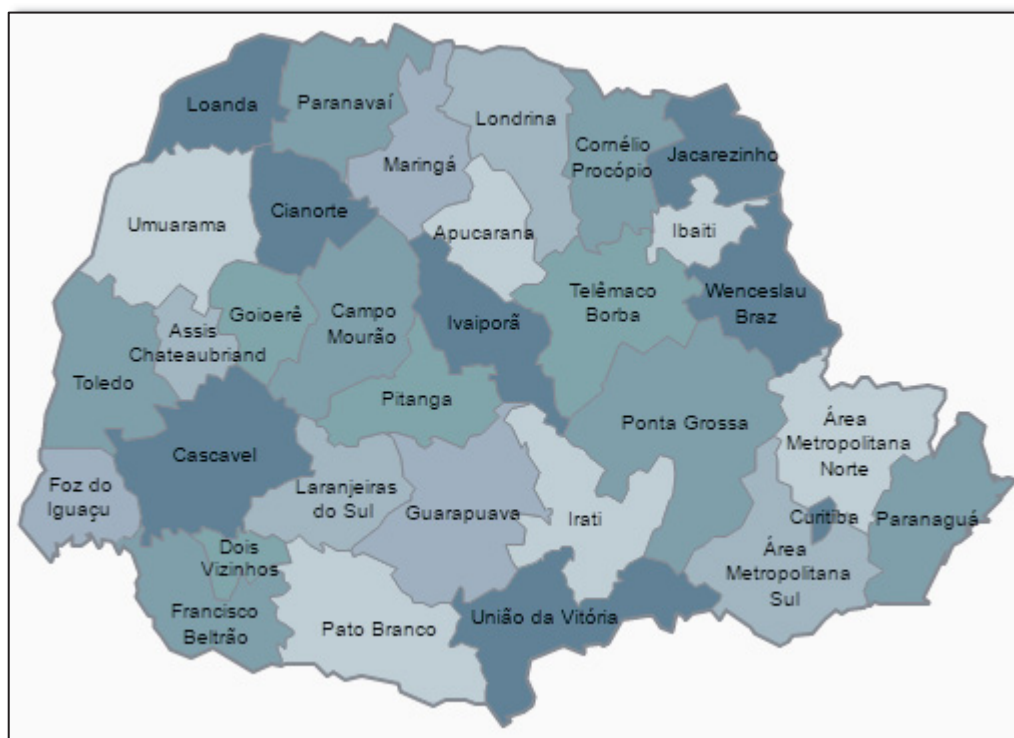 Loanda
Paranavaí
Londrina
Maringá
Cornélio
Procópio
Jacarezinho
Umuarama
Cianorte
Apucarana
Ibaiti
Telêmaco
Borba
Wenceslau
Braz
Goioerê
Campo
Mourão
Ivaiporã
Assis
Chateaubriand
Toledo
Pitanga
Ponta Grossa
Área
Metropolitana
Norte
Cascavel
Foz do
Iguaçu
Laranjeiras
do Sul
Guarapuava
Irati
Curitiba
Paranaguá
Dois
Vizinhos
Área
Metropolitana
Sul
Francisco
Beltrão
Pato Branco
União da Vitória